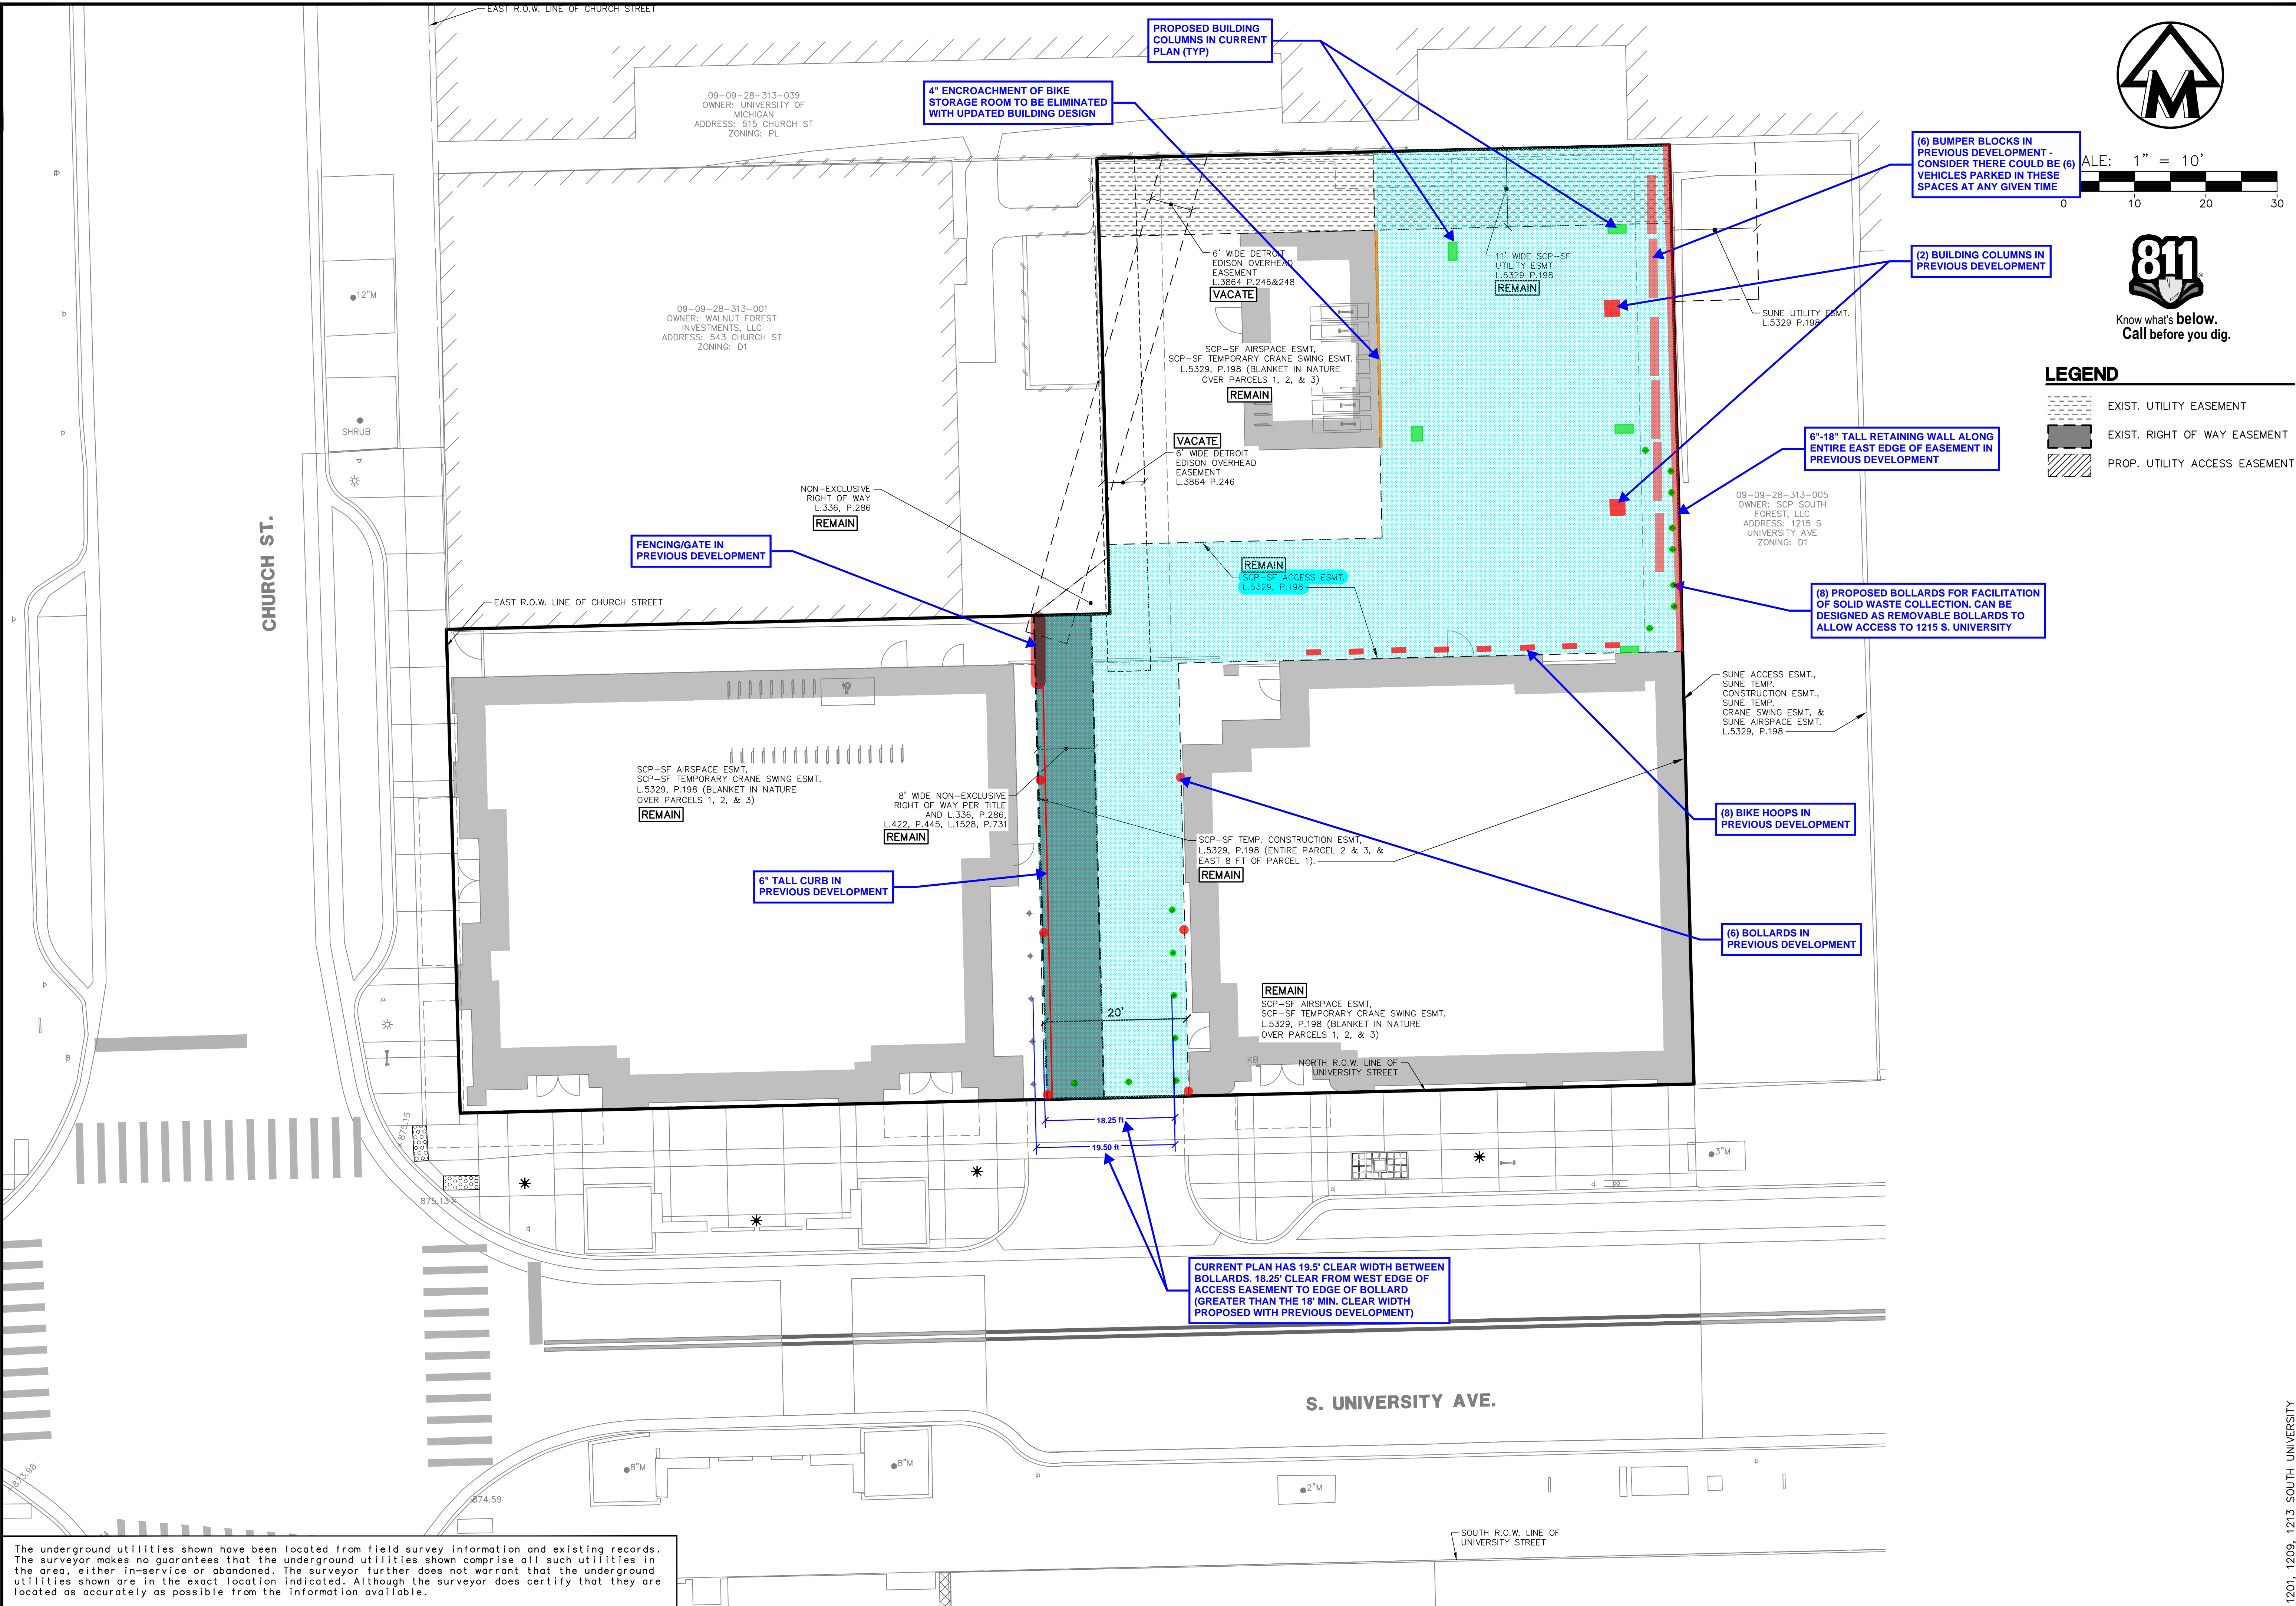 EAST R.O.W. LINE OF CHURCH STREET
PROPOSED BUILDING
COLUMNS IN CURRENT
PLAN (TYP)
4" ENCROACHMENT OF BIKE
STORAGE ROOM TO BE ELIMINATED
WITH UPDATED BUILDING DESIGN
09-09-28-313-039
OWNER: UNIVERSITY OF
MICHIGAN
ADDRESS: 515 CHURCH ST
ZONING: PL
M
(6) BUMPER BLOCKS IN
PREVIOUS DEVELOPMENT -
CONSIDER THERE COULD BE (6)
VEHICLES PARKED IN THESE
SPACES AT ANY GIVEN TIME
ALE: 1" = 10'
0 10 20 30
(2) BUILDING COLUMNS IN
PREVIOUS DEVELOPMENT
811
Know what's below.
Call before you dig.
LEGEND
EXIST. UTILITY EASEMENT
EXIST. RIGHT OF WAY EASEMENT
PROP. UTILITY ACCESS EASEMENT
12"M
SHRUB
09-09-28-313-001
OWNER: WALNUT FOREST
INVESTMENTS, LLC
ADDRESS: 543 CHURCH ST
ZONING: D1
6' WIDE DETROIT
EDISON OVERHEAD
EASEMENT
L.3864 P.246&248
VACATE
11' WIDE SCP-SF
UTILITY ESMT.
L.5329 P.198
REMAIN
SUNE UTILITY ESMT.
L.5329 P.198
SCP-SF AIRSPACE ESMT,
SCP-SF TEMPORARY CRANE SWING ESMT.
L.5329, P.198 (BLANKET IN NATURE
OVER PARCELS 1, 2, & 3)
REMAIN
VACATE
6' WIDE DETROIT
EDISON OVERHEAD
EASEMENT
L.3864 P.246
6"-18" TALL RETAINING WALL ALONG
ENTIRE EAST EDGE OF EASEMENT IN
PREVIOUS DEVELOPMENT
NON-EXCLUSIVE
RIGHT OF WAY
L.336, P.286
REMAIN
09-09-28-313-005
OWNER: SCP SOUTH
FOREST, LLC
ADDRESS: 1215 S
UNIVERSITY AVE
ZONING: D1
CHURCH ST.
FENCING/GATE IN
PREVIOUS DEVELOPMENT
REMAIN
SCP-SF ACCESS ESMT.
L.5329, P.198
EAST R.O.W. LINE OF CHURCH STREET
(8) PROPOSED BOLLARDS FOR FACILITATION
OF SOLID WASTE COLLECTION. CAN BE
DESIGNED AS REMOVABLE BOLLARDS TO
ALLOW ACCESS TO 1215 S. UNIVERSITY
SUNE ACCESS ESMT.,
SUNE TEMP.
CONSTRUCTION ESMT.,
SUNE TEMP.
CRANE SWING ESMT, &
SUNE AIRSPACE ESMT.
L.5329, P.198
SCP-SF AIRSPACE ESMT,
SCP-SF TEMPORARY CRANE SWING ESMT.
L.5329, P.198 (BLANKET IN NATURE
OVER PARCELS 1, 2, & 3)
REMAIN
8' WIDE NON-EXCLUSIVE
RIGHT OF WAY PER TITLE
AND L.336, P.286,
L.422, P.445, L.1528, P.731
REMAIN
(8) BIKE HOOPS IN
PREVIOUS DEVELOPMENT
SCP-SF TEMP. CONSTRUCTION ESMT,
L.5329, P.198 (ENTIRE PARCEL 2 & 3, &
EAST 8 FT OF PARCEL 1).
REMAIN
6" TALL CURB IN
PREVIOUS DEVELOPMENT
(6) BOLLARDS IN
PREVIOUS DEVELOPMENT
20'
REMAIN
SCP-SF AIRSPACE ESMT,
SCP-SF TEMPORARY CRANE SWING ESMT.
L.5329, P.198 (BLANKET IN NATURE
OVER PARCELS 1, 2, & 3)
KB
NORTH R.O.W. LINE OF
UNIVERSITY STREET
875.15
18.25 ft
19.50 ft
3"M
875.13
CURRENT PLAN HAS 19.5' CLEAR WIDTH BETWEEN
BOLLARDS. 18.25' CLEAR FROM WEST EDGE OF
ACCESS EASEMENT TO EDGE OF BOLLARD
(GREATER THAN THE 18' MIN. CLEAR WIDTH
PROPOSED WITH PREVIOUS DEVELOPMENT)
S. UNIVERSITY AVE.
873.98
874.59
8"M
8"M
2"M
SOUTH R.O.W. LINE OF
UNIVERSITY STREET
1201, 1209, 1213 SOUTH UNIVERSITY
The underground utilities shown have been located from field survey information and existing records.
The surveyor makes no guarantees that the underground utilities shown comprise all such utilities in
the area, either in-service or abandoned. The surveyor further does not warrant that the underground
utilities shown are in the exact location indicated. Although the surveyor does certify that they are
located as accurately as possible from the information available.